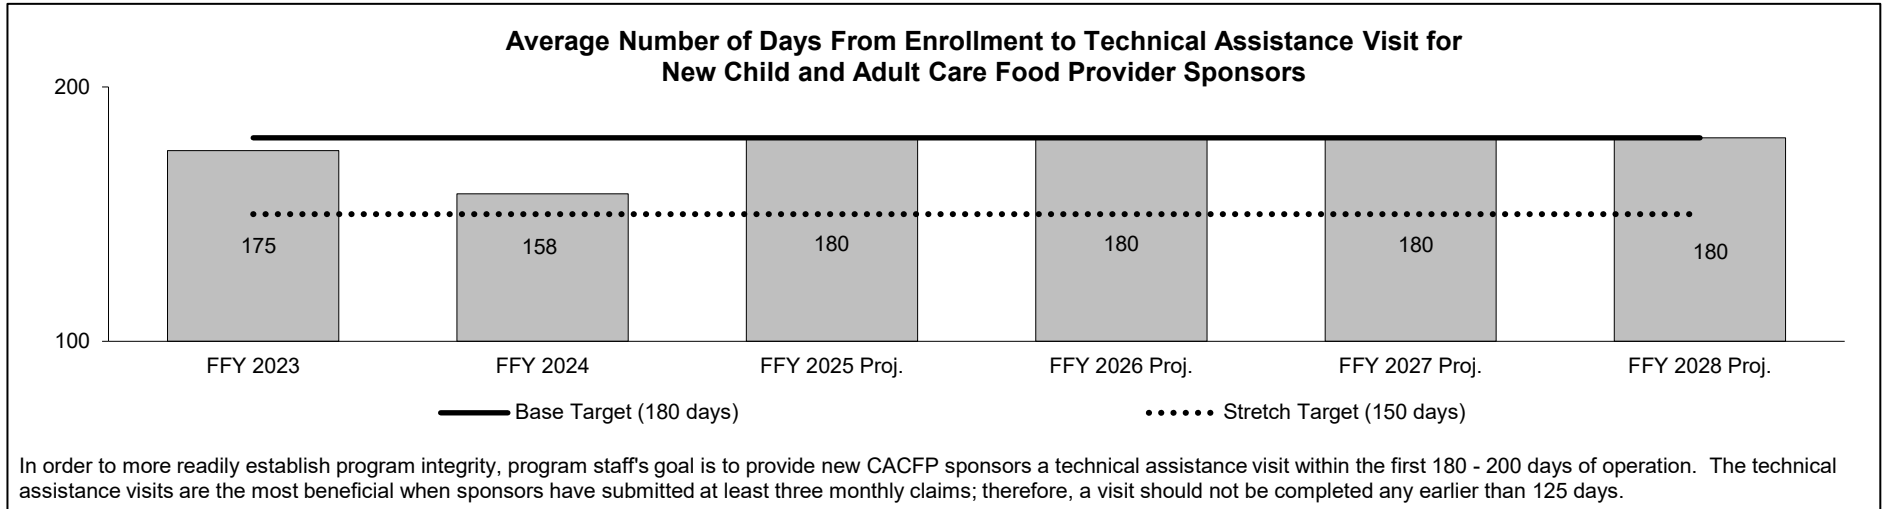 Average Number of Days From Enrollment to Technical Assistance Visit for
New Child and Adult Care Food Provider Sponsors
200
175
158
180
180
180
180
100
FFY 2023
FFY 2024
FFY 2025 Proj.
FFY 2026 Proj.
FFY 2027 Proj.
FFY 2028 Proj.
Base Target (180 days)
Stretch Target (150 days)
In order to more readily establish program integrity, program staff's goal is to provide new CACFP sponsors a technical assistance visit within the first 180 - 200 days of operation.  The technical
assistance visits are the most beneficial when sponsors have submitted at least three monthly claims; therefore, a visit should not be completed any earlier than 125 days.